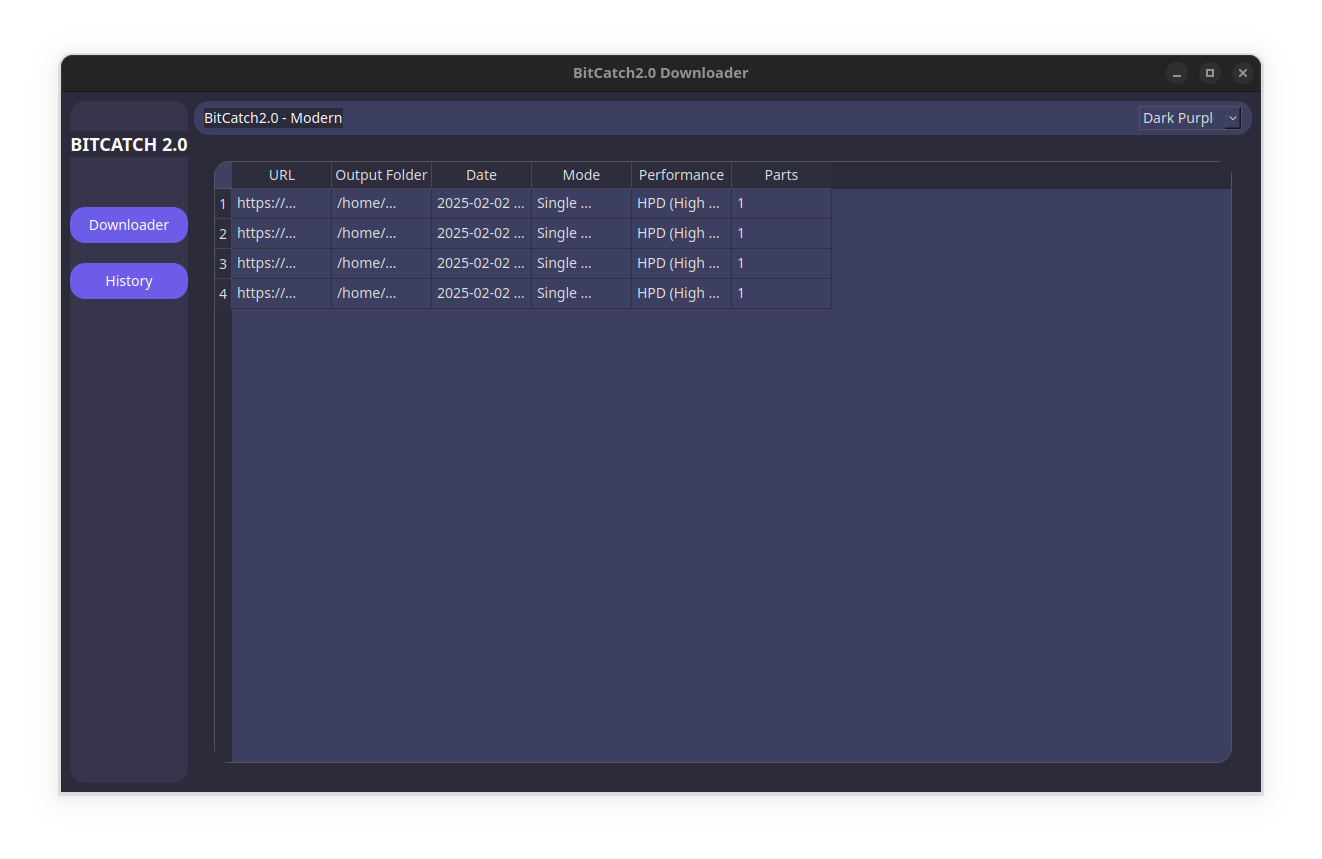 BitCatch2.0 Downloader
BitCatch2.0 - Modern
Dark Purpl
BITCATCH 2.0
Downloader
History
URL Output Folder Date Mode Performance Parts
1 https://... /home/... 2025-02-02 ... Single ... HPD (High ... 1
2 https://... /home/... 2025-02-02 ... Single ... HPD (High ... 1
3 https://... /home/... 2025-02-02 ... Single ... HPD (High ... 1
4 https://... /home/... 2025-02-02 ... Single ... HPD (High ... 1